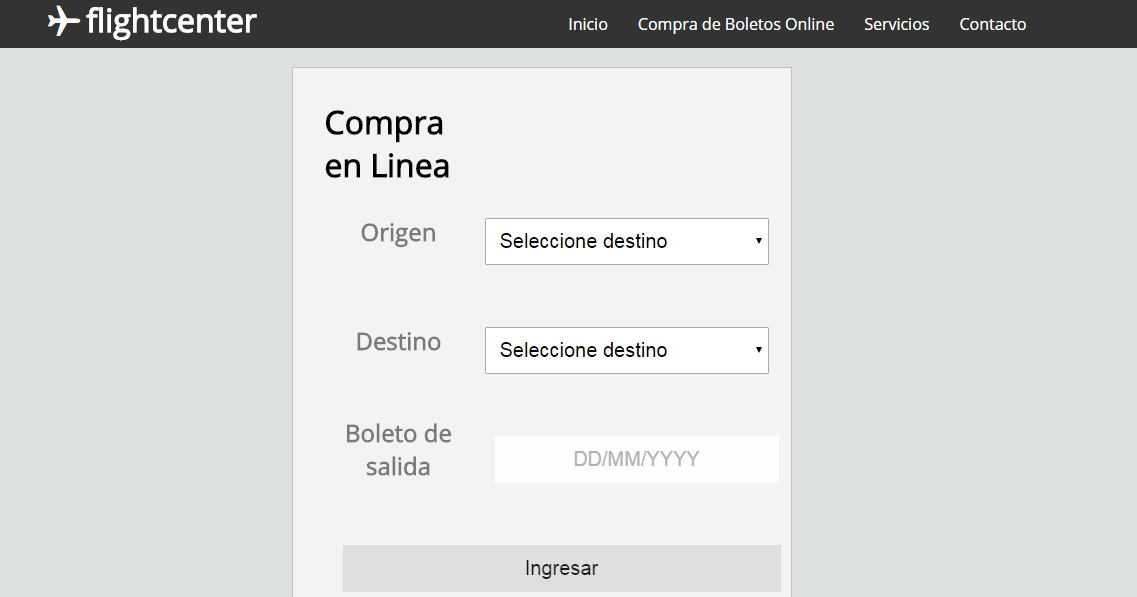 flightcenter
Inicio Compra de Boletos Online Servicios Contacto
Compra
en Linea
Origen Seleccione destino
Destino Seleccione destino
Boleto de
salida
DD/MM/YYYY
Ingresar